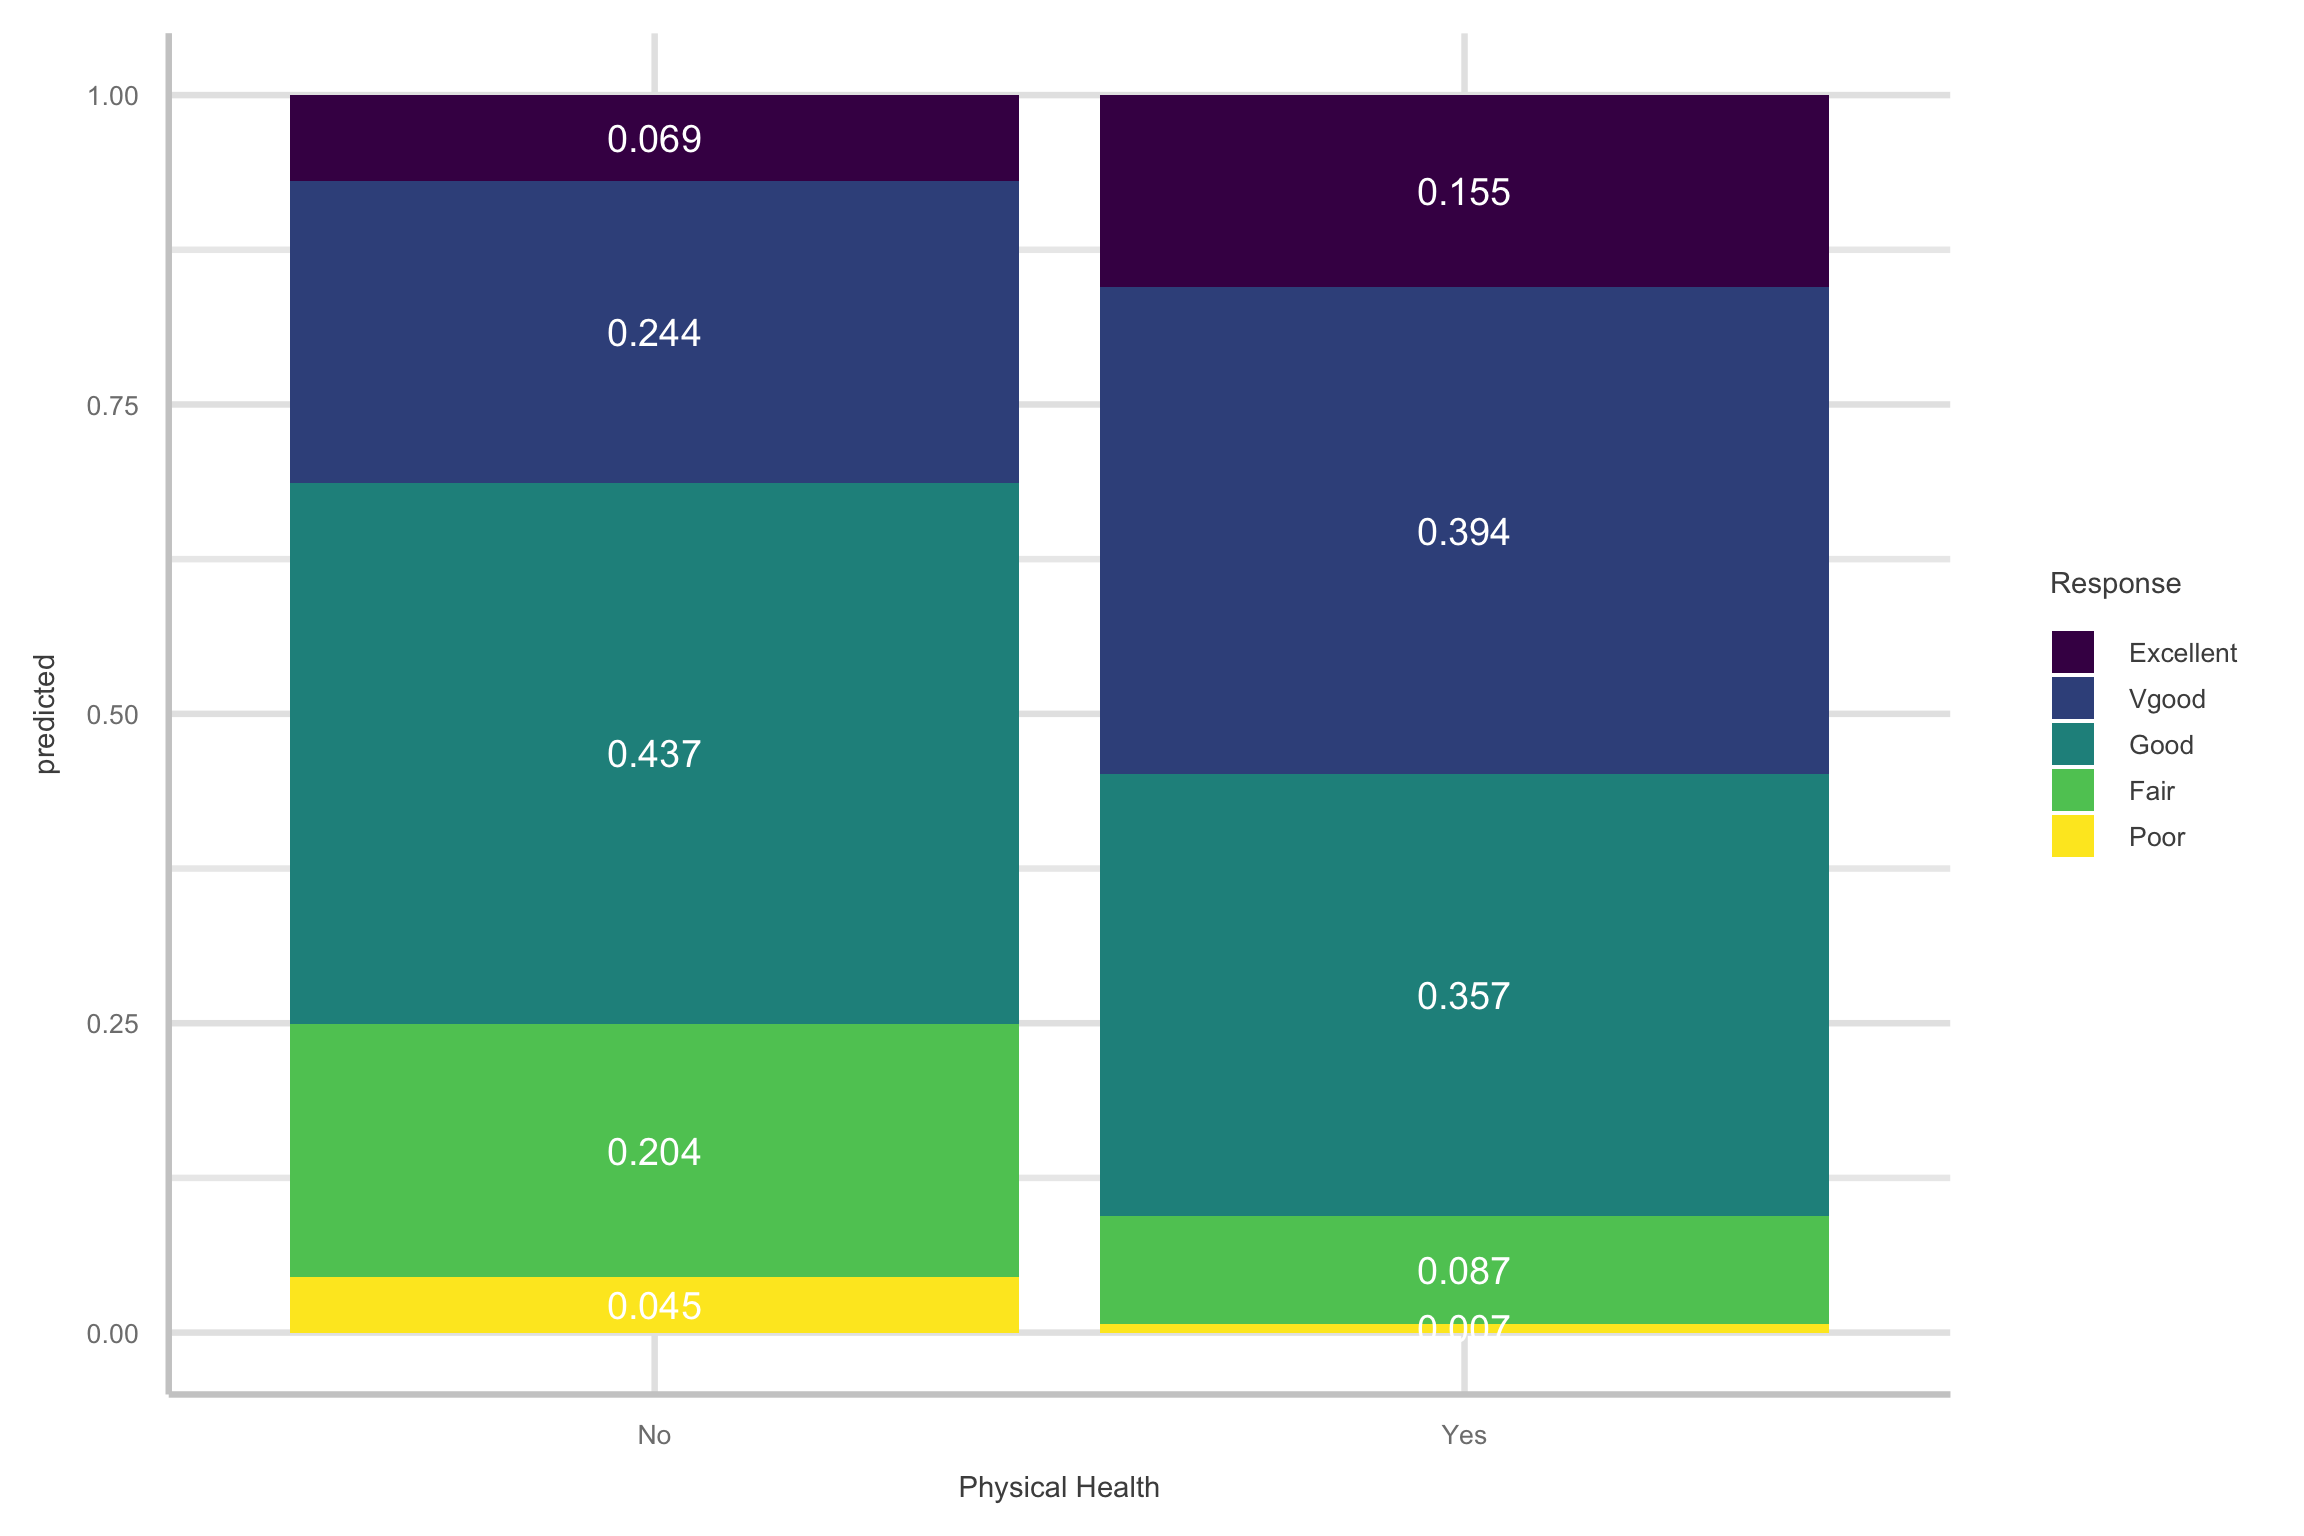 1.00
0.75
0.50
0.25
0.00
predicted
0.069
0.244
0.437
0.204
0.045
0.155
0.394
0.357
0.087
0.007
No
Yes
Physical Health
Response
Excellent
Vgood
Good
Fair
Poor